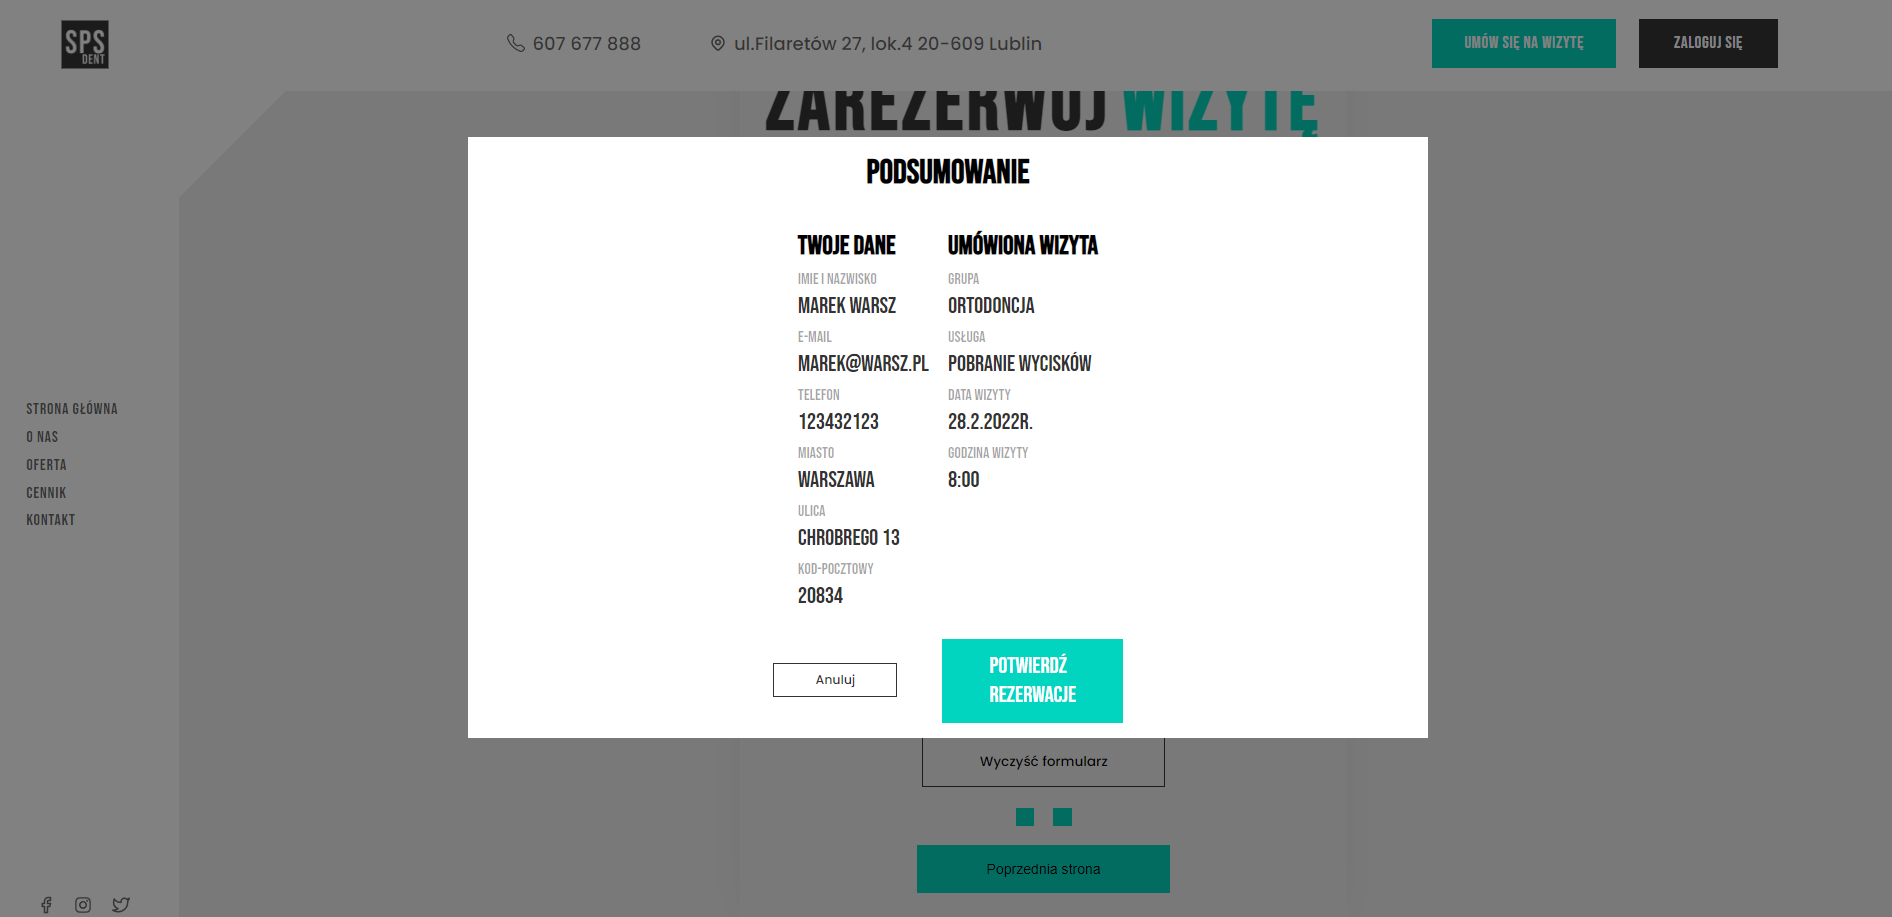 SPS
DENT
607 677 888
ul.Filaretów 27, lok.4 20-609 Lublin
UMÓW SIĘ NA WIZYTĘ
ZALOGUJ SIĘ
ZAREZERWUJ WIZYTĘ
PODSUMOWANIE
TWOJE DANE
IMIE I NAZWISKO
MAREK WARSZ
E-MAIL
MAREK@WARSZ.PL
TELEFON
123432123
MIASTO
WARSZAWA
ULICA
CHROBREGO 13
KOD-POCZTOWY
20834
UMÓWIONA WIZYTA
GRUPA
ORTODONCJA
USŁUGA
POBRANIE WYCISKÓW
DATA WIZYTY
28.2.2022R.
GODZINA WIZYTY
8:00
Anuluj
POTWIERDŹ
REZERWACJE
Wyczyść formularz
Poprzednia strona
STRONA GŁÓWNA
O NAS
OFERTA
CENNIK
KONTAKT